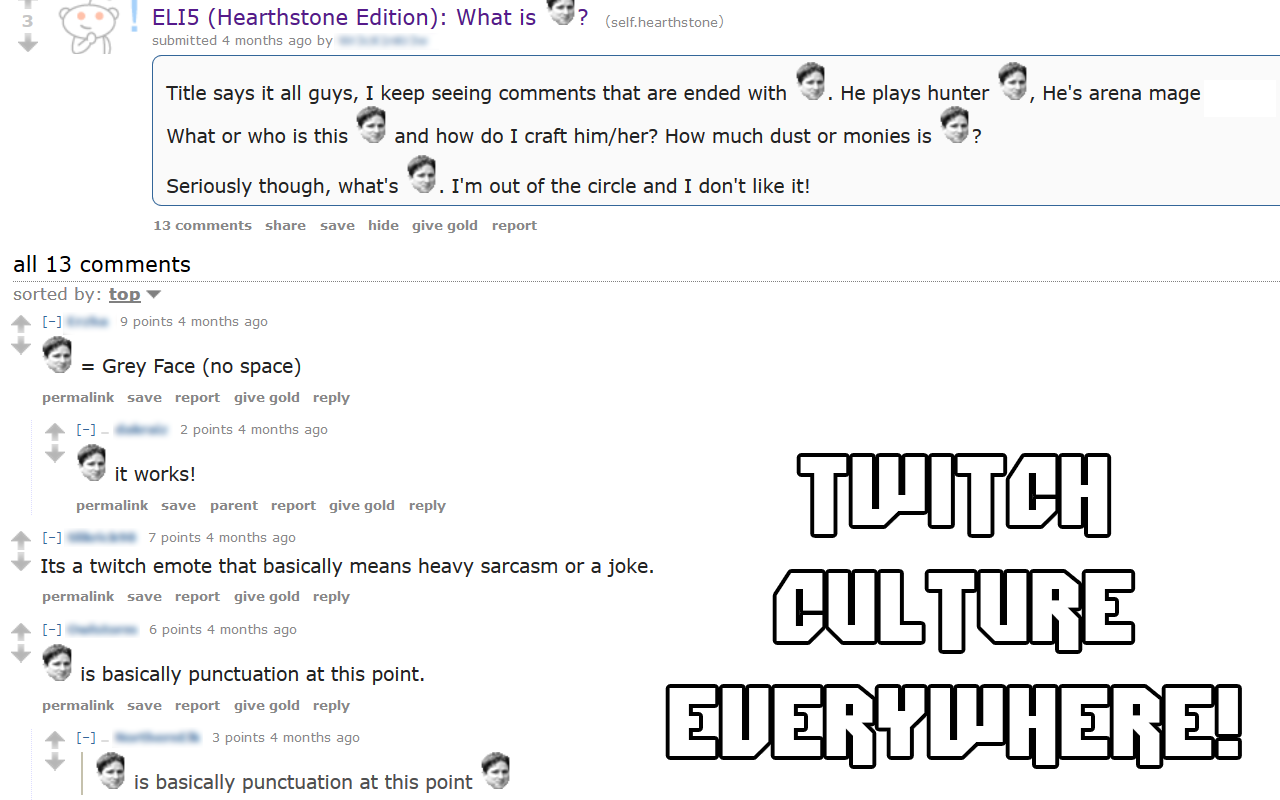 3
ELI5 (Hearthstone Edition): What is ? (self.hearthstone)
submitted 4 months ago by
Title says it all guys, I keep seeing comments that are ended with . He plays hunter , He's arena mage
What or who is this and how do I craft him/her? How much dust or monies is ?
Seriously though, what's . I'm out of the circle and I don't like it!
13 comments share save hide give gold report
all 13 comments
sorted by: top
[-] 9 points 4 months ago
= Grey Face (no space)
permalink save report give gold reply
[-] 2 points 4 months ago
it works!
permalink save parent report give gold reply
[-] 7 points 4 months ago
Its a twitch emote that basically means heavy sarcasm or a joke.
permalink save report give gold reply
[-] 6 points 4 months ago
is basically punctuation at this point.
permalink save report give gold reply
[-] 3 points 4 months ago
is basically punctuation at this point
TWITCH
CULTURE
EVERYWHERE!